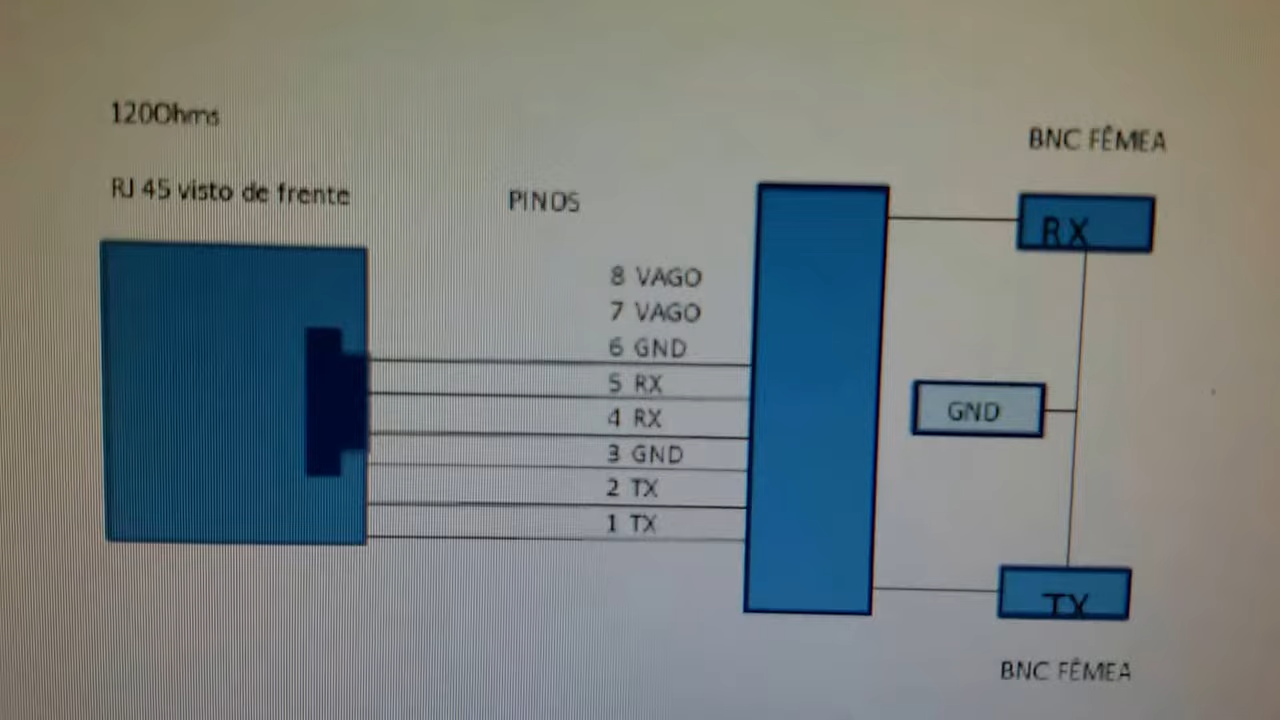 120Ohms
BNC FÊMEA
RJ 45 visto de frente
PINOS
RX
8 VAGO
7 VAGO
6 GND
5 RX
4 RX
GND
3 GND
2 TX
1 TX
TX
BNC FÊMEA